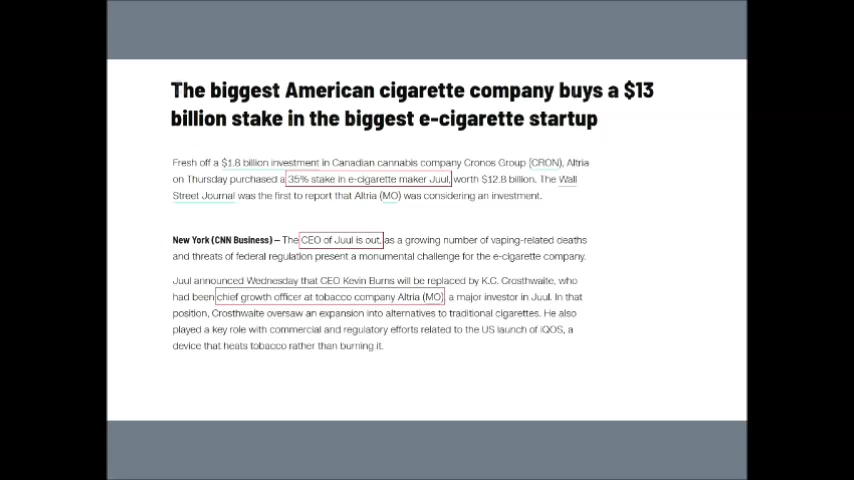 The biggest American cigarette company buys a $13
billion stake in the biggest e-cigarette startup
Fresh off a $1.8 billion investment in Canadian cannabis company Cronos Group (CRON), Altria
on Thursday purchased a 35% stake in e-cigarette maker Juul, worth $12.8 billion. The Wall
Street Journal was the first to report that Altria (MO) was considering an investment.
New York (CNN Business) — The CEO of Juul is out, as a growing number of vaping-related deaths
and threats of federal regulation present a monumental challenge for the e-cigarette company.
Juul announced Wednesday that CEO Kevin Burns will be replaced by K.C. Crosthwaite, who
had been chief growth officer at tobacco company Altria (MO), a major investor in Juul. In that
position, Crosthwaite oversaw an expansion into alternatives to traditional cigarettes. He also
played a key role with commercial and regulatory efforts related to the US launch of IQOS, a
device that heats tobacco rather than burning it.